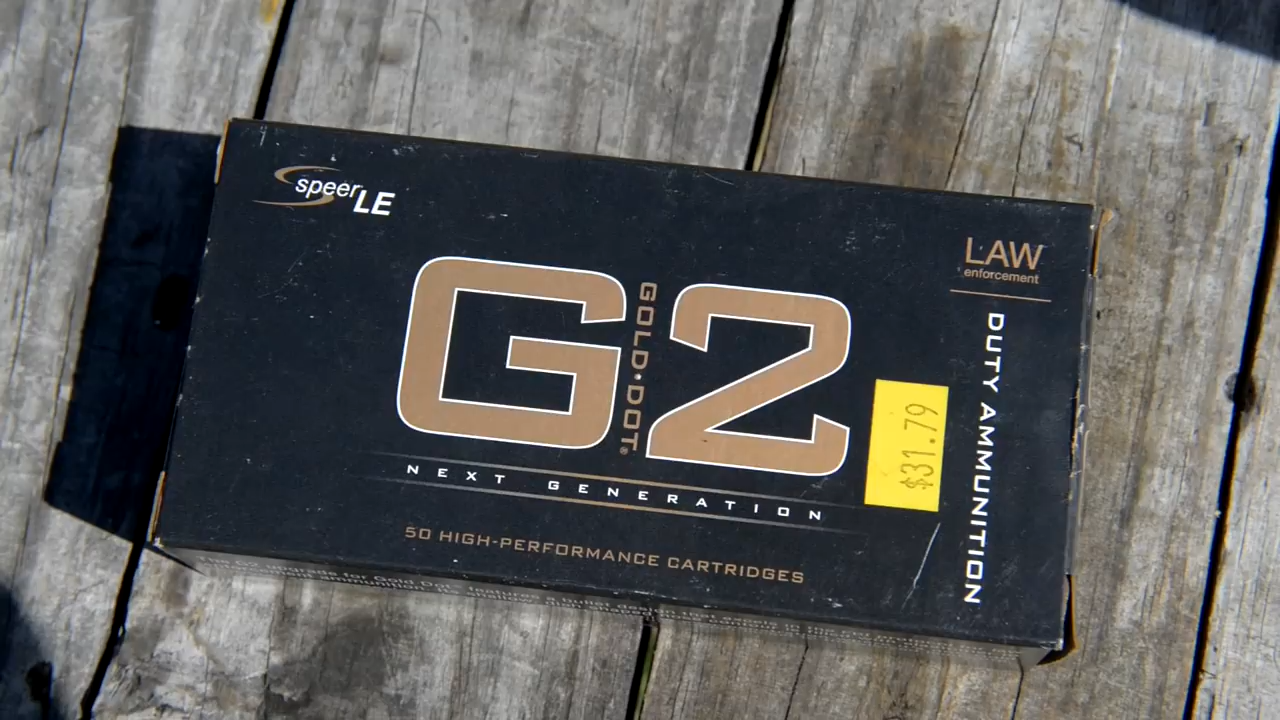 speer LE
LAW
enforcement
DUTY AMMUNITION
G2
GOLD•DOT®
$31.79
NEXT GENERATION
50 HIGH-PERFORMANCE CARTRIDGES